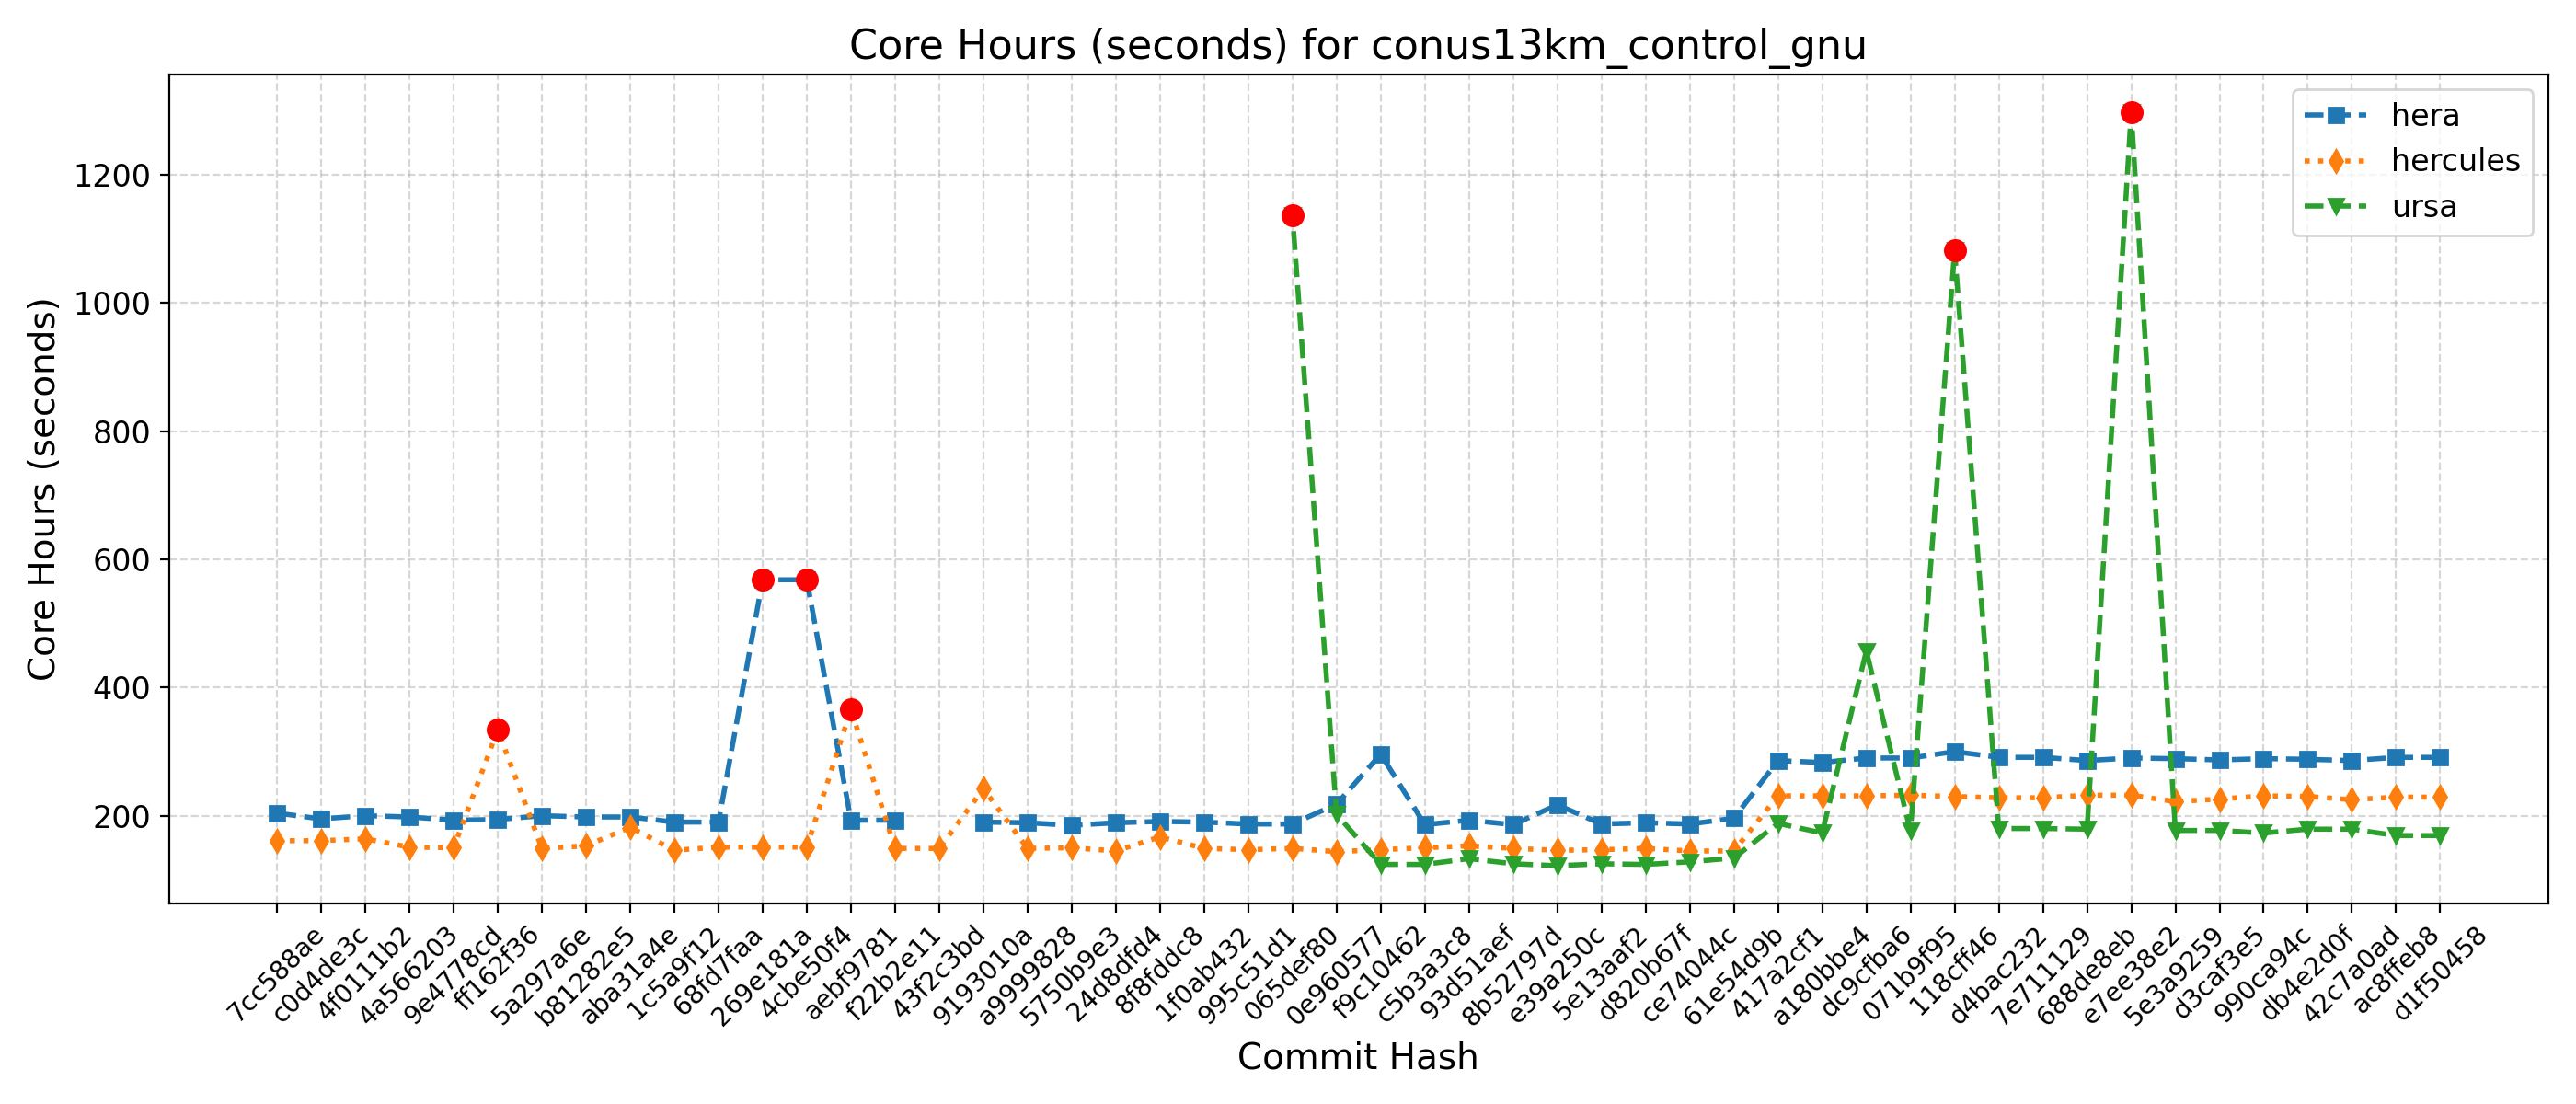 Core Hours (seconds) for conus13km_control_gnu
hera
hercules
ursa
Core Hours (seconds)
1200
1000
800
600
400
200
7cc588ae
c0d4de3c
4f0111b2
4a566203
9e4778cd
ff162f36
5a297a6e
b81282e5
aba31a4e
1c5a9f12
68fd7faa
269e181a
4cbe50f4
aebf9781
f22b2e11
43f2c3bd
9193010a
a9999828
5750b9e3
24d8dfd4
8f8fddc8
1f0ab432
995c51d1
065def80
0e960577
f9c10462
c5b3a3c8
93d51aef
8b52797d
e39a250c
5e13aaf2
d820b67f
ce74044c
61e54d9b
417a2cf1
a180bbe4
dc9cfba6
071b9f95
118cff46
d4bac232
7e711129
688de8eb
e7ee38e2
5e3a9259
d3caf3e5
990ca94c
db4e2d0f
42c7a0ad
ac8ffeb8
d1f50458
Commit Hash